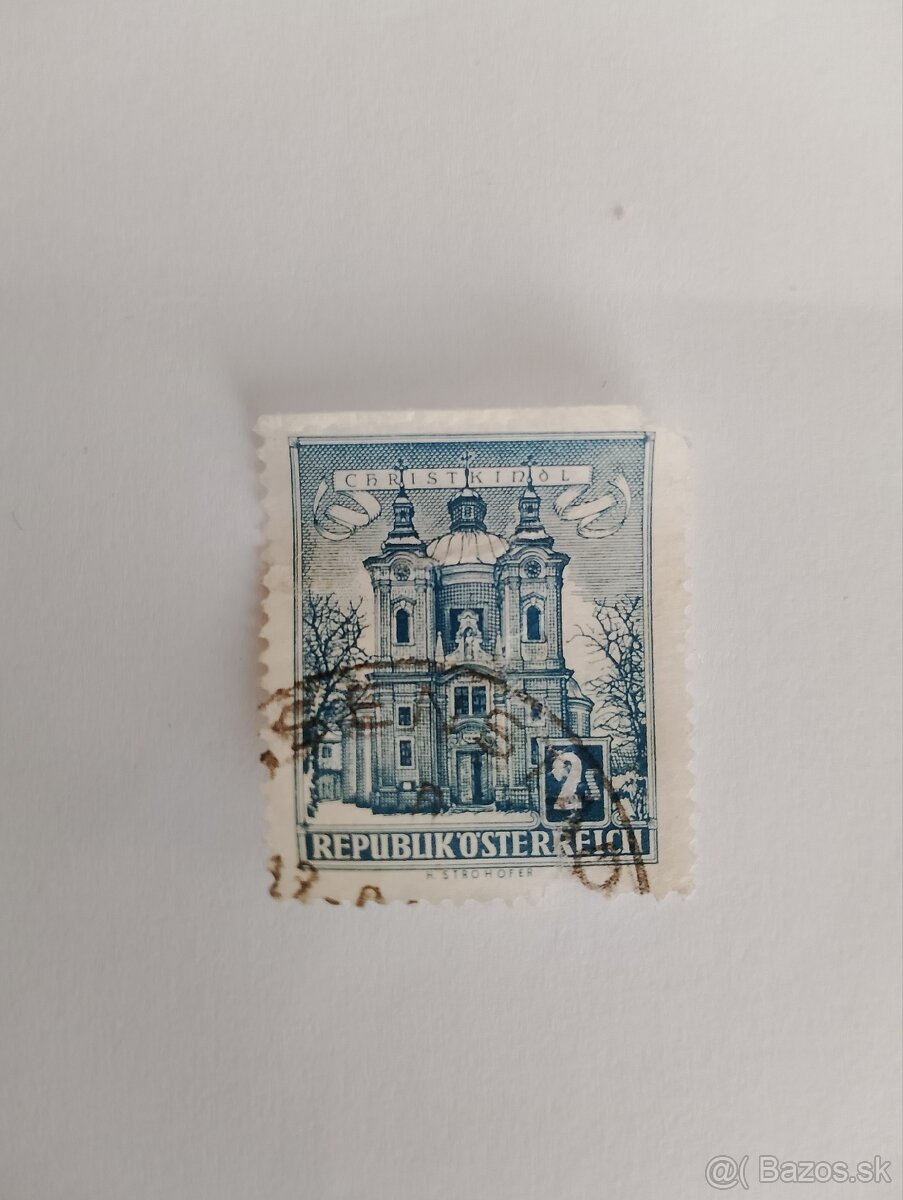 CHRISTKINDL
2
REPUBLIK ÖSTERREICH
H. STROHOFER
@( Bazos.sk